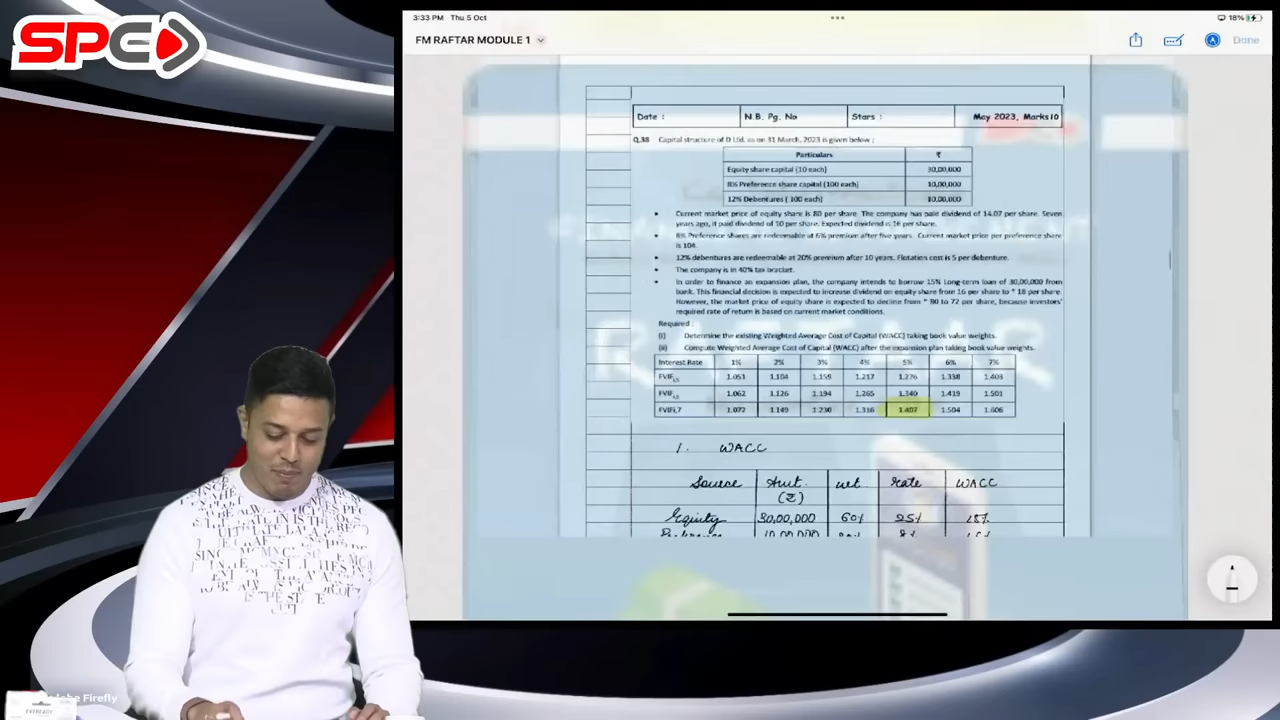 SPED
3:33 PM Thu 5 Oct
18%
FM RAFTAR MODULE 1
Done
Date :
N.B. Pg. No
Stars :
May 2023, Marks10
Q.38 Capital structure of D Ltd. as on 31 March, 2023 is given below :
Particulars ₹
Equity share capital (10 each) 30,00,000
8% Preference share capital (100 each) 10,00,000
12% Debentures ( 100 each) 10,00,000
• Current market price of equity share is 80 per share. The company has paid dividend of 14.07 per share. Seven
years ago, it paid dividend of 10 per share. Expected dividend is 16 per share.
• 8% Preference shares are redeemable at 6% premium after five years. Current market price per preference share
is 104.
• 12% debentures are redeemable at 20% premium after 10 years. Flotation cost is 5 per debenture.
• The company is in 40% tax bracket.
• In order to finance an expansion plan, the company intends to borrow 15% Long-term loan of 30,00,000 from
bank. This financial decision is expected to increase dividend on equity share from 16 per share to " 18 per share.
However, the market price of equity share is expected to decline from " 80 to 72 per share, because investors'
required rate of return is based on current market conditions.
Required :
(i) Determine the existing Weighted Average Cost of Capital (WACC) taking book value weights.
(ii) Compute Weighted Average Cost of Capital (WACC) after the expansion plan taking book value weights.
Interest Rate 1% 2% 3% 4% 5% 6% 7%
FVIFi,5 1.051 1.104 1.159 1.217 1.276 1.338 1.403
FVIFi,6 1.062 1.126 1.194 1.265 1.340 1.419 1.501
FVIFi,7 1.072 1.149 1.230 1.316 1.407 1.504 1.606
1. WACC
Source Amt. (₹) wt rate WACC
Equity 30,00,000 60% 25% 15%
Preference 10,00,000 20% 8%
Adobe Firefly